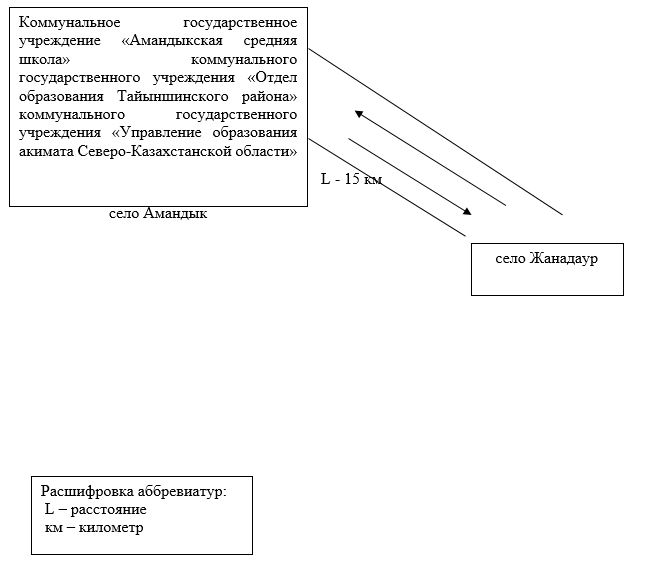 Коммунальное государственное
учреждение «Амандыкская средняя
школа» коммунального
государственного учреждения «Отдел
образования Тайыншинского района»
коммунального государственного
учреждения «Управление образования
акимата Северо-Казахстанской области»
L - 15 км
село Амандык
село Жанадаур
Расшифровка аббревиатур:
L – расстояние
км – километр